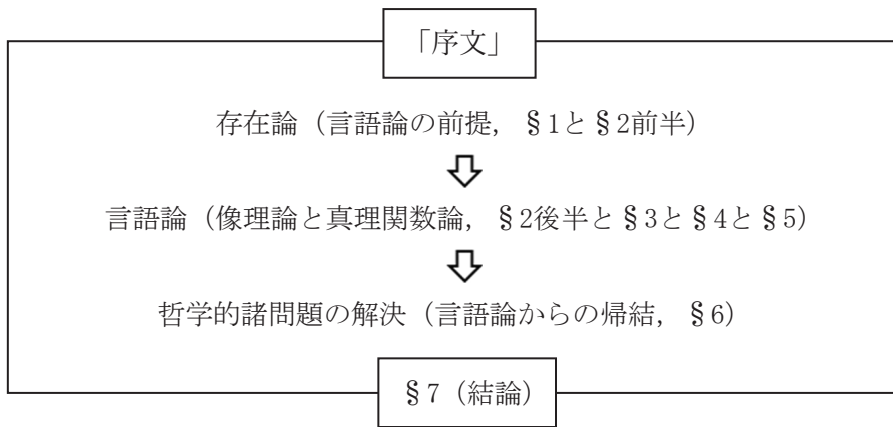 「序文」
存在論（言語論の前提，§1と§2前半）
言語論（像理論と真理関数論，§2後半と§3と§4と§5）
哲学的諸問題の解決（言語論からの帰結，§6）
§7（結論）